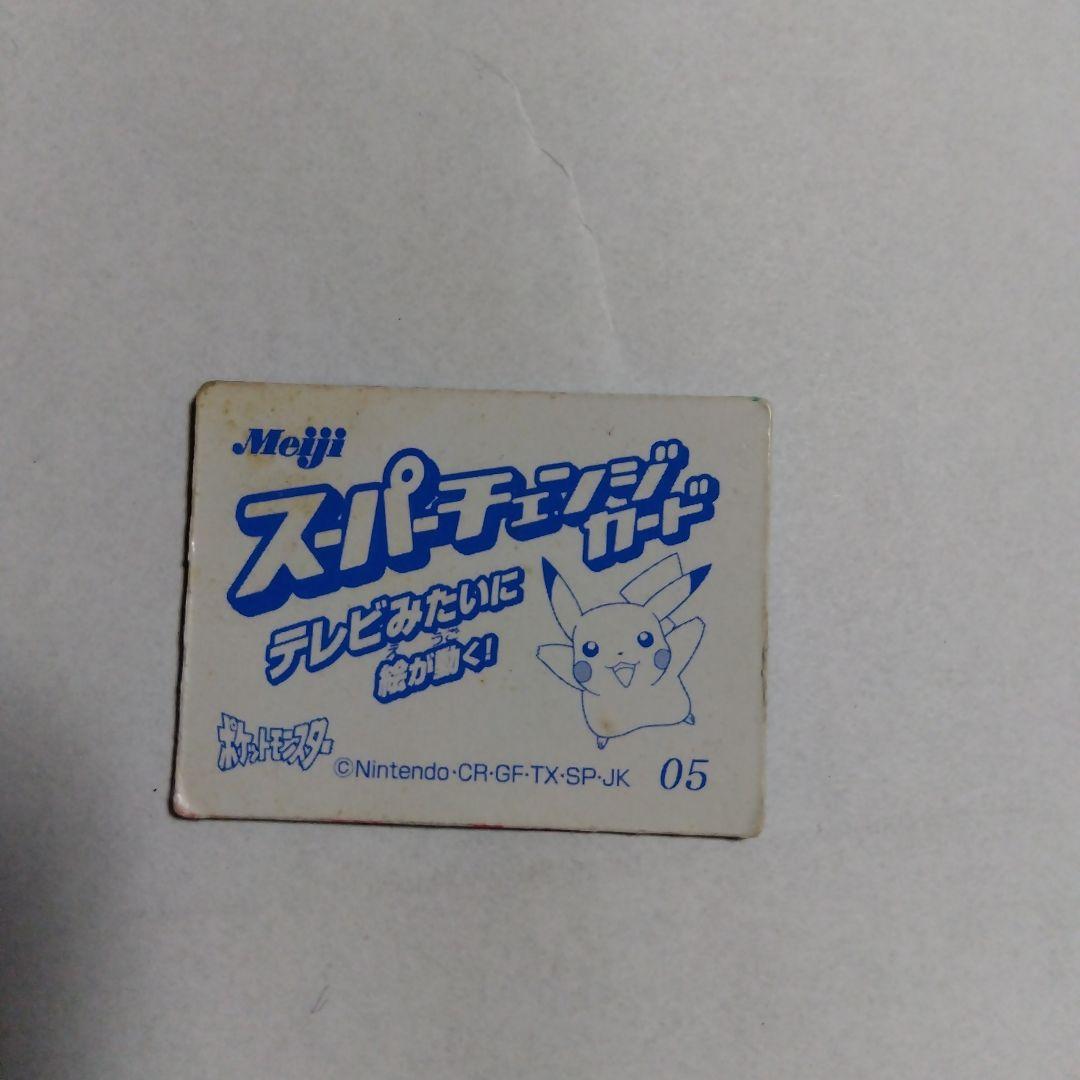 Meiji
スーパーチェンジ
カード
テレビみたいに
絵が動く!
ポケットモンスター
©Nintendo·CR·GF·TX·SP·JK 05